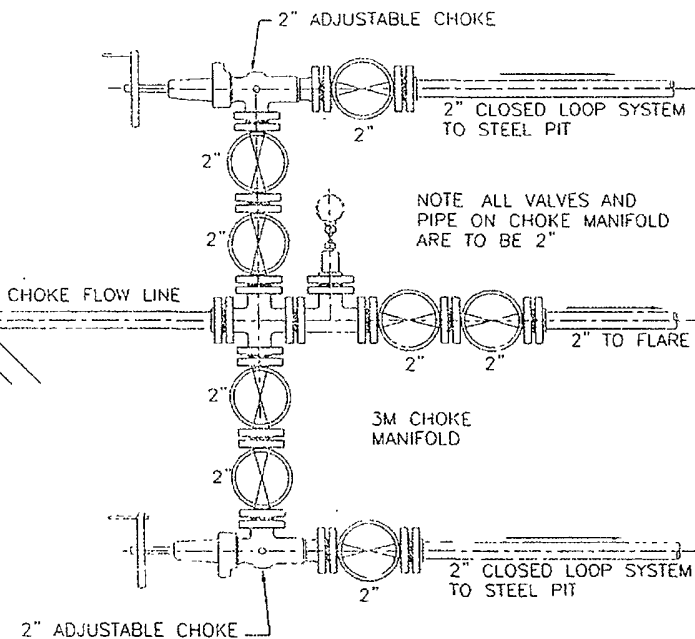 2" ADJUSTABLE CHOKE
2"
2" CLOSED LOOP SYSTEM
TO STEEL PIT
2"
NOTE ALL VALVES AND
PIPE ON CHOKE MANIFOLD
ARE TO BE 2"
2"
CHOKE FLOW LINE
2"
2"
2" TO FLARE
2"
3M CHOKE
MANIFOLD
2"
2"
2" CLOSED LOOP SYSTEM
TO STEEL PIT
2" ADJUSTABLE CHOKE